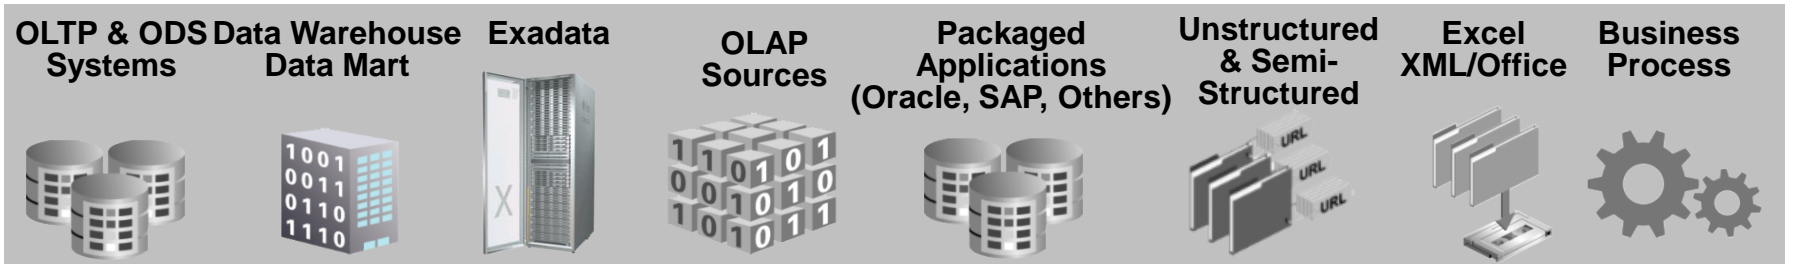 OLTP & ODS
Systems
Data Warehouse
Data Mart
Exadata
OLAP
Sources
Packaged
Applications
(Oracle, SAP, Others)
Unstructured
& Semi-
Structured
Excel
XML/Office
Business
Process
1001
0011
0110
1110
X
110101
001010
101011
URL
URL
URL